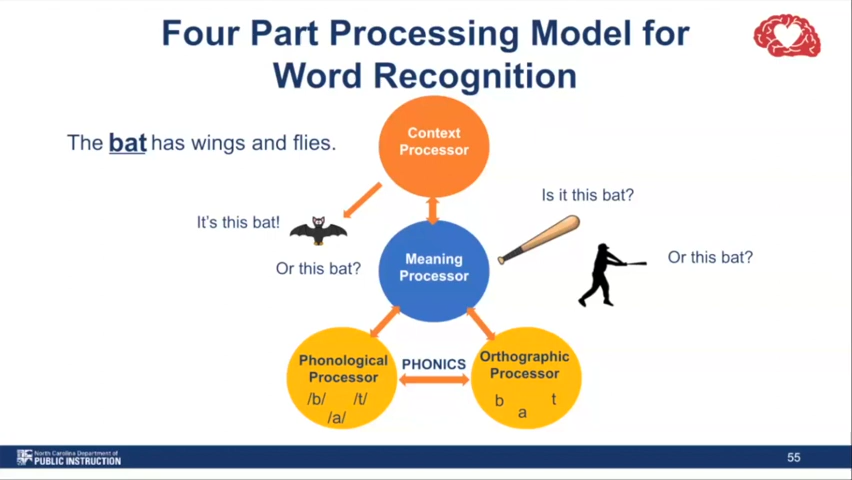 Four Part Processing Model for
Word Recognition
The bat has wings and flies.
Context
Processor
Is it this bat?
It's this bat!
Or this bat?
Meaning
Processor
Or this bat?
Phonological
Processor
/b/ /t/
/a/
PHONICS
Orthographic
Processor
b t
a
North Carolina Department of
PUBLIC INSTRUCTION
55